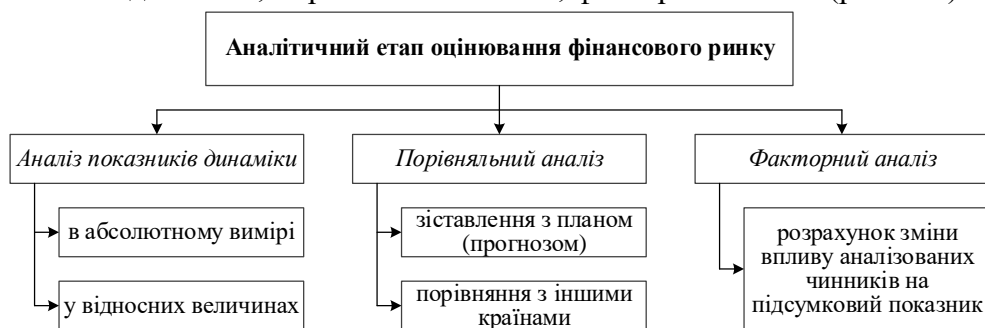 Аналітичний етап оцінювання фінансового ринку
Аналіз показників динаміки
в абсолютному вимірі
у відносних величинах
Порівняльний аналіз
зіставлення з планом
(прогнозом)
порівняння з іншими
країнами
Факторний аналіз
розрахунок зміни
впливу аналізованих
чинників на
підсумковий показник